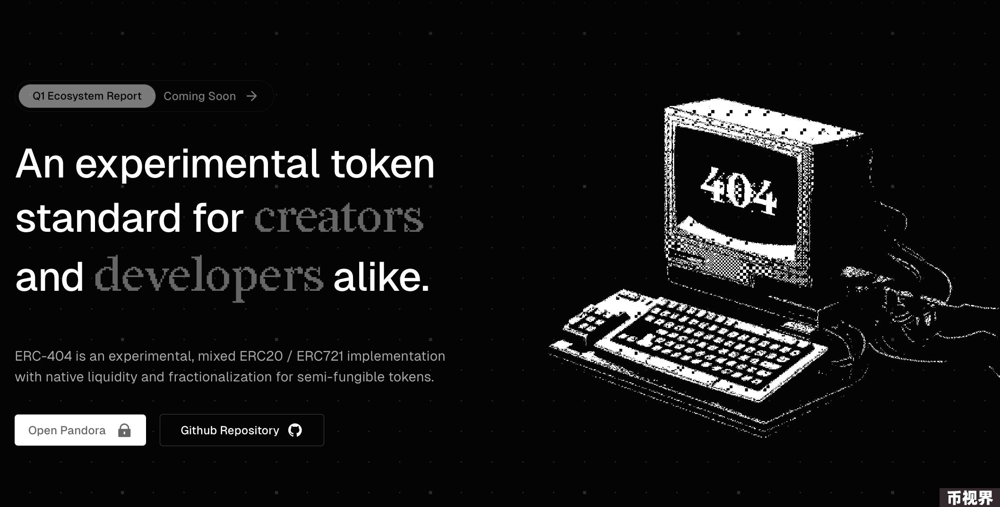 Q1 Ecosystem Report Coming Soon
An experimental token
standard for creators
and developers alike.
ERC-404 is an experimental, mixed ERC20 / ERC721 implementation
with native liquidity and fractionalization for semi-fungible tokens.
Open Pandora
Github Repository
404
币视界